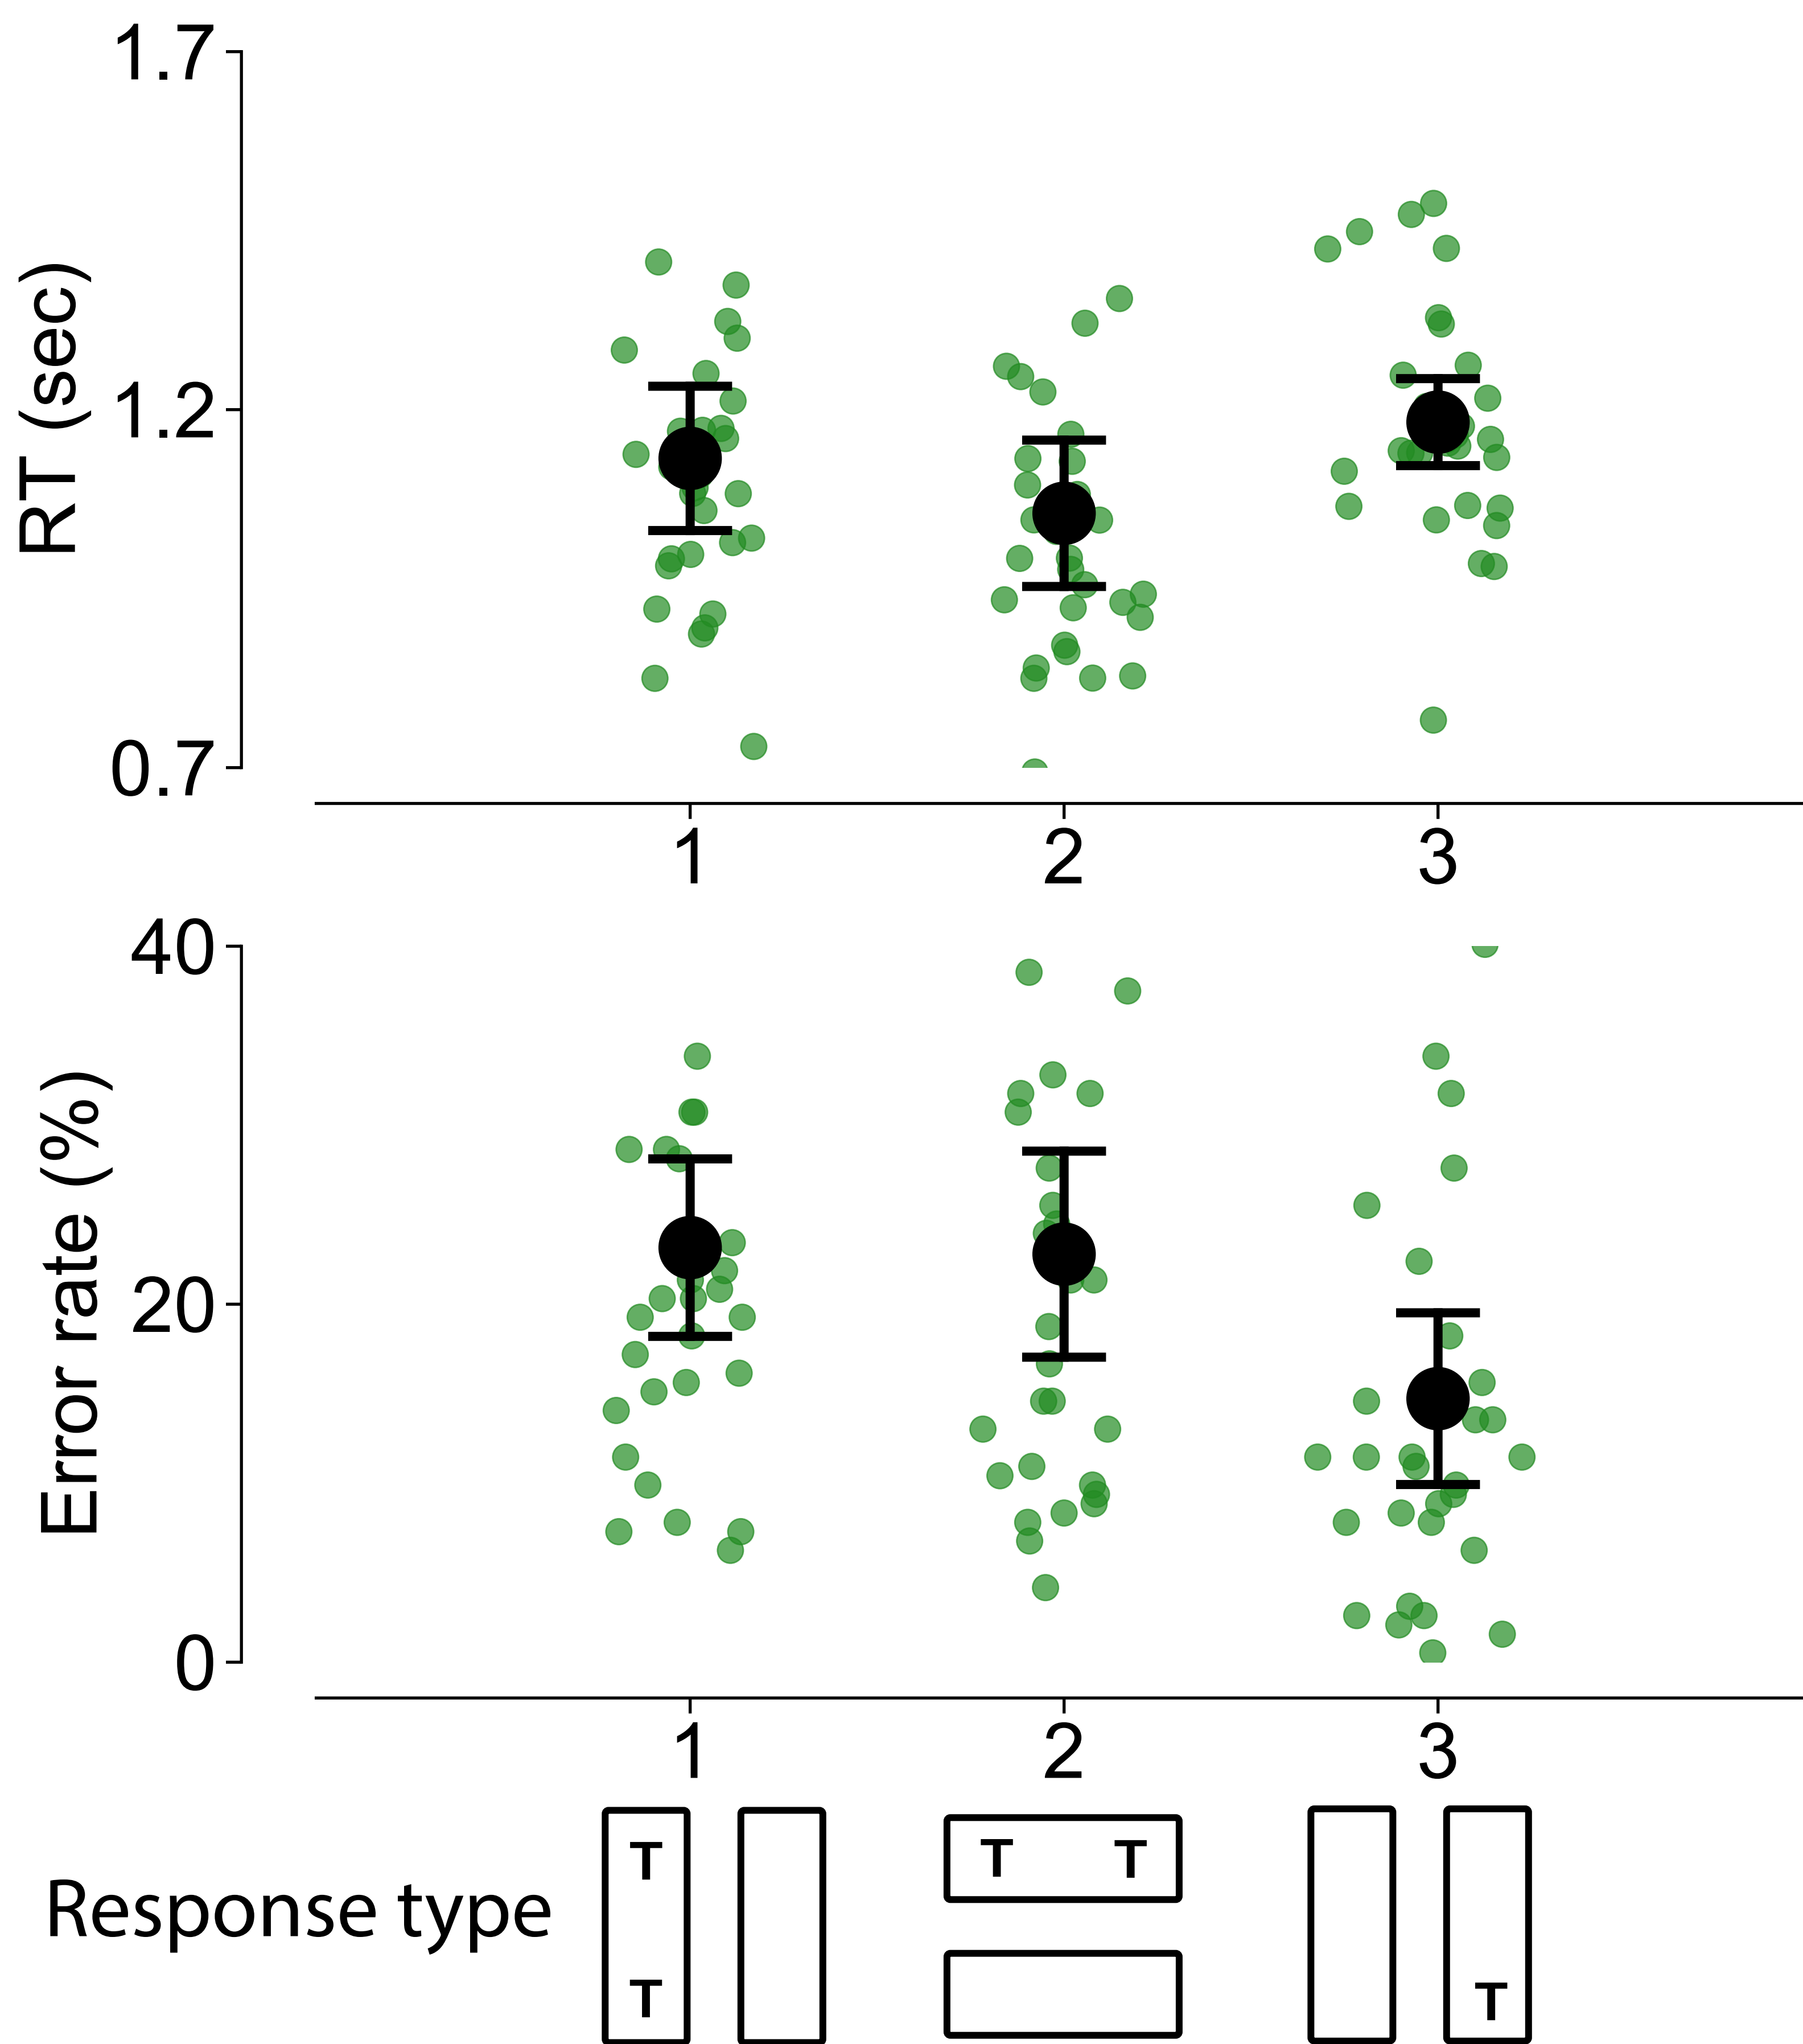 1.7
RT (sec)
1.2
0.7
1 2 3
40
Error rate (%)
20
0
1 2 3
T T T
Response type
T T